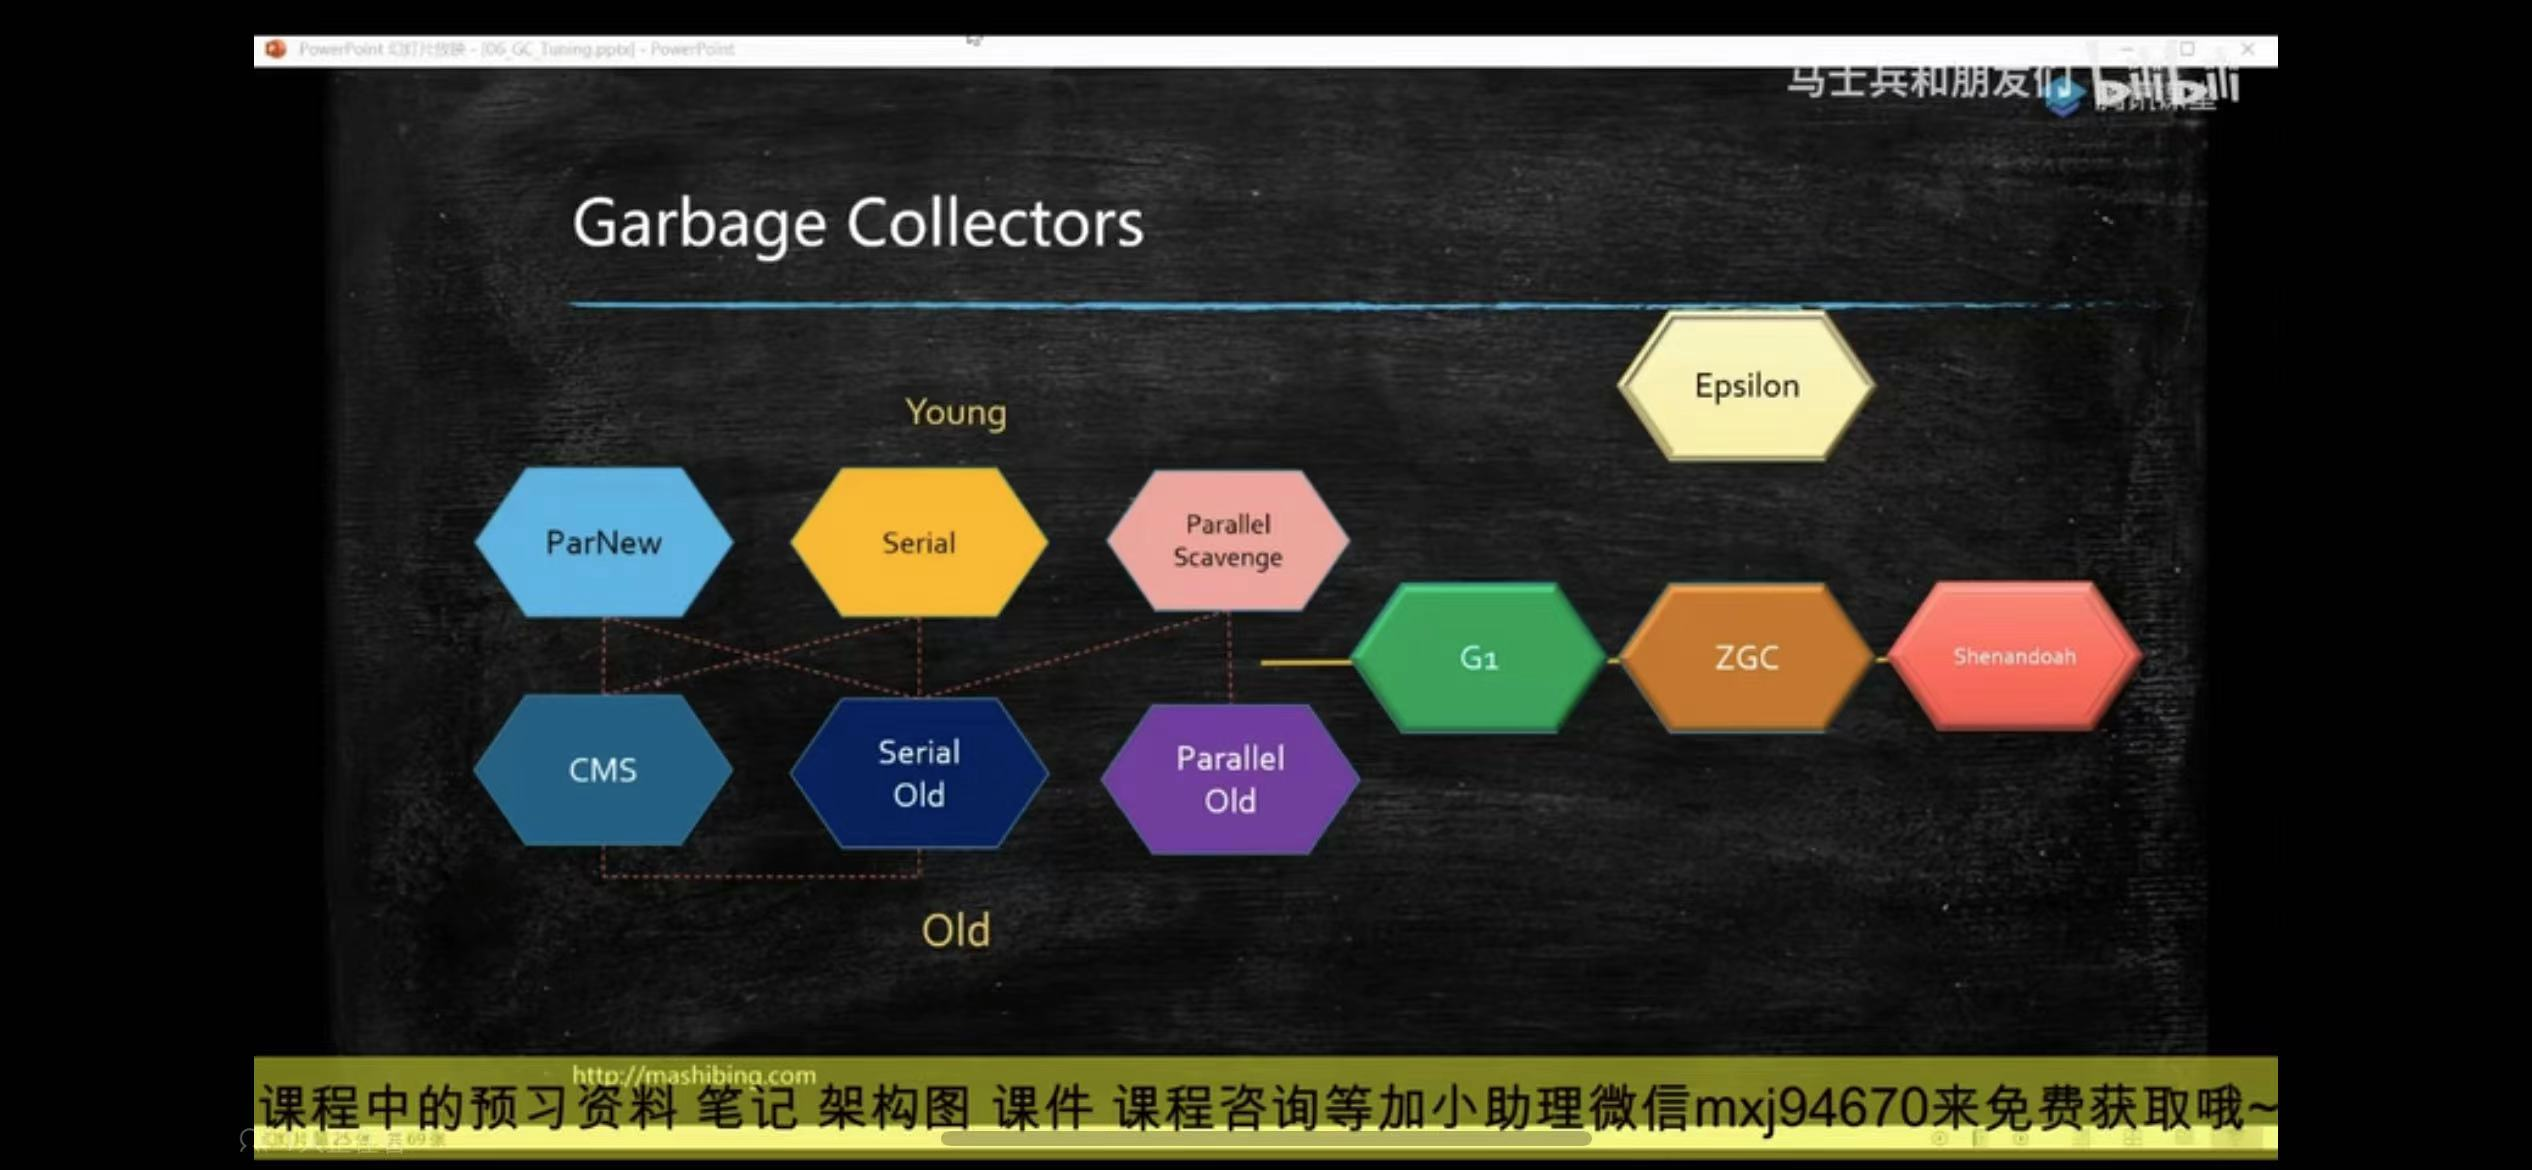 PowerPoint 幻灯片放映 - [06_GC_Tuning.pptx] - PowerPoint
马士兵和朋友们 bilibili
腾讯课堂
Garbage Collectors
Epsilon
Young
ParNew
Serial
Parallel
Scavenge
G1
ZGC
Shenandoah
CMS
Serial
Old
Parallel
Old
Old
http://mashibing.com
课程中的预习资料 笔记 架构图 课件 课程咨询等加小助理微信mxj94670来免费获取哦~
幻灯片 第 25 张，共 69 张